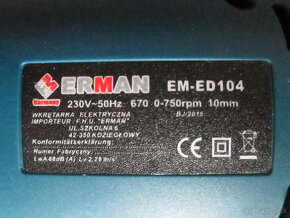 ERMAN
Germany
EM-ED104
230V~50Hz 670 0-750rpm 10mm
WKRĘTARKA ELEKTRYCZNA
BJ/2015
IMPORTEUR: F.H.U. "ERMAN"
UL.SZKOLNA 6
42-350 KOZIEGŁOWY
Konformitätserklärung
Numer Fabryczny